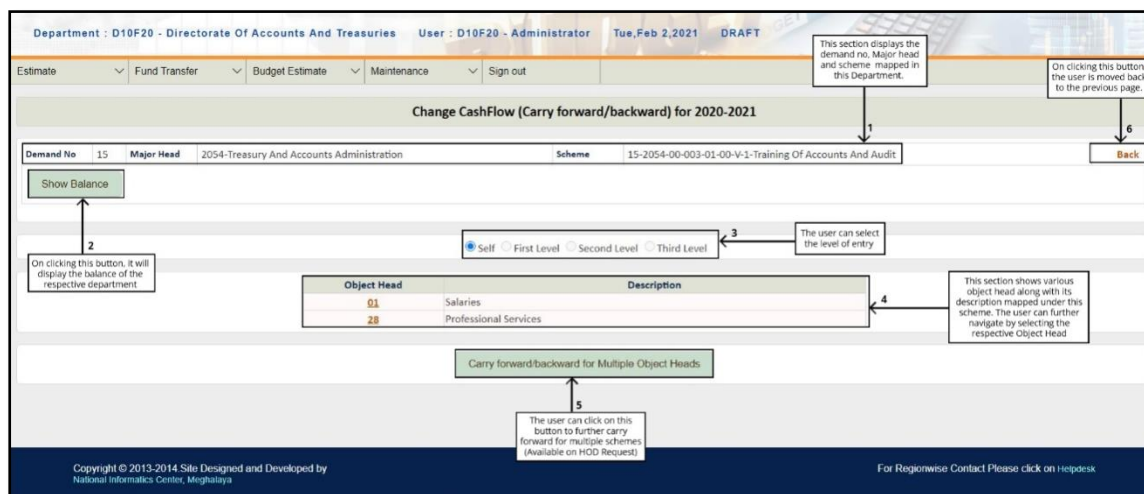 Department : D10F20 - Directorate Of Accounts And Treasuries User : D10F20 - Administrator Tue,Feb 2,2021 DRAFT
This section displays the
demand no, Major head
and scheme mapped in
this Department.
On clicking this button
the user is moved back
to the previous page.
Estimate Fund Transfer Budget Estimate Maintenance Sign out
Change CashFlow (Carry forward/backward) for 2020-2021
1
6
Demand No 15 Major Head 2054-Treasury And Accounts Administration Scheme 15-2054-00-003-01-00-V-1-Training Of Accounts And Audit Back
Show Balance
2
On clicking this button, it will
display the balance of the
respective department
Self First Level Second Level Third Level
3
The user can select
the level of entry
Object Head Description
01 Salaries
28 Professional Services
4
This section shows various
object head along with its
description mapped under this
scheme. The user can further
navigate by selecting the
respective Object Head
Carry forward/backward for Multiple Object Heads
5
The user can click on this
button to further carry
forward for multiple schemes
(Available on HOD Request)
Copyright © 2013-2014.Site Designed and Developed by
National Informatics Center, Meghalaya
For Regionwise Contact Please click on Helpdesk